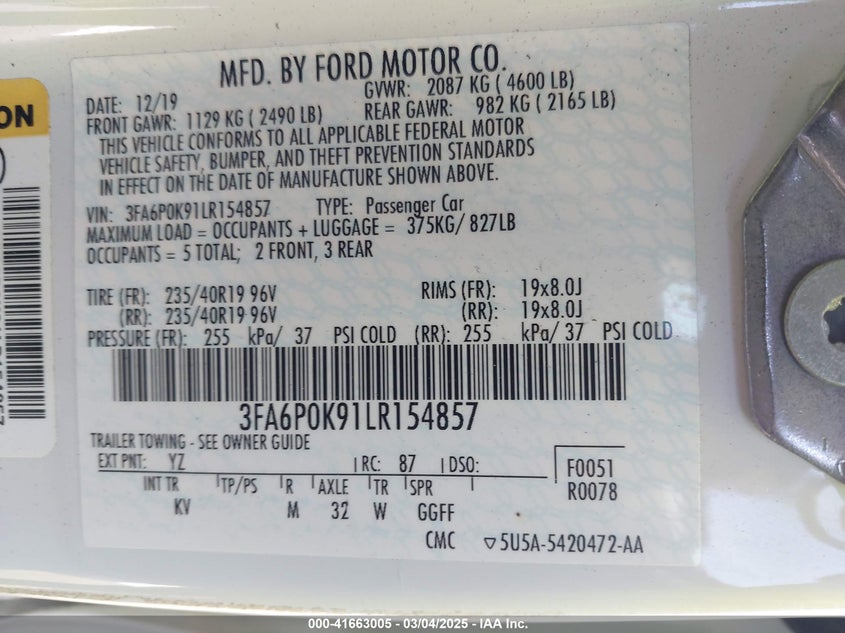 MFD. BY FORD MOTOR CO.
DATE: 12/19 GVWR: 2087 KG ( 4600 LB)
FRONT GAWR: 1129 KG ( 2490 LB) REAR GAWR: 982 KG ( 2165 LB)
THIS VEHICLE CONFORMS TO ALL APPLICABLE FEDERAL MOTOR
VEHICLE SAFETY, BUMPER, AND THEFT PREVENTION STANDARDS
IN EFFECT ON THE DATE OF MANUFACTURE SHOWN ABOVE.
VIN: 3FA6P0K91LR154857 TYPE: Passenger Car
MAXIMUM LOAD = OCCUPANTS + LUGGAGE = 375KG/ 827LB
OCCUPANTS = 5 TOTAL; 2 FRONT, 3 REAR
TIRE (FR): 235/40R19 96V RIMS (FR): 19x8.0J
(RR): 235/40R19 96V (RR): 19x8.0J
PRESSURE (FR): 255 kPa/ 37 PSI COLD (RR): 255 kPa/ 37 PSI COLD
3FA6P0K91LR154857
TRAILER TOWING - SEE OWNER GUIDE
EXT PNT: YZ RC: 87 DSO: F0051
INT TR TP/PS R AXLE TR SPR R0078
KV M 32 W GGFF
CMC ▽5U5A-5420472-AA
ON
000-41663005 - 03/04/2025 - IAA Inc.